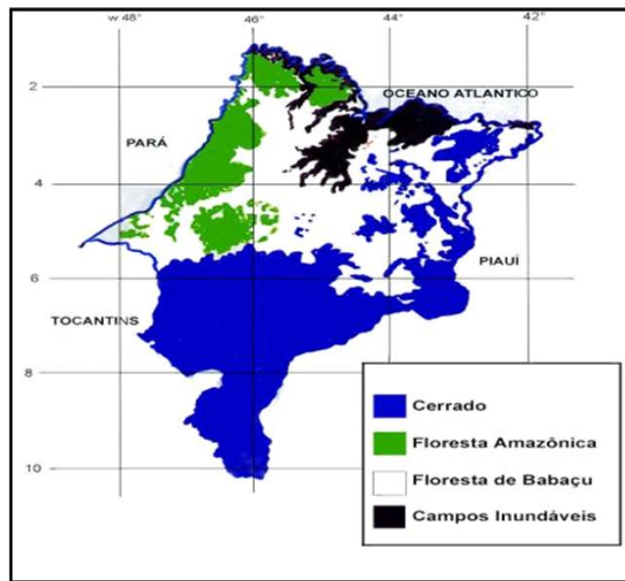 w 48° 46° 44° 42°
2
OCEANO ATLANTICO
PARÁ
4
PIAUÍ
6
TOCANTINS
8
10
Cerrado
Floresta Amazônica
Floresta de Babaçu
Campos Inundáveis